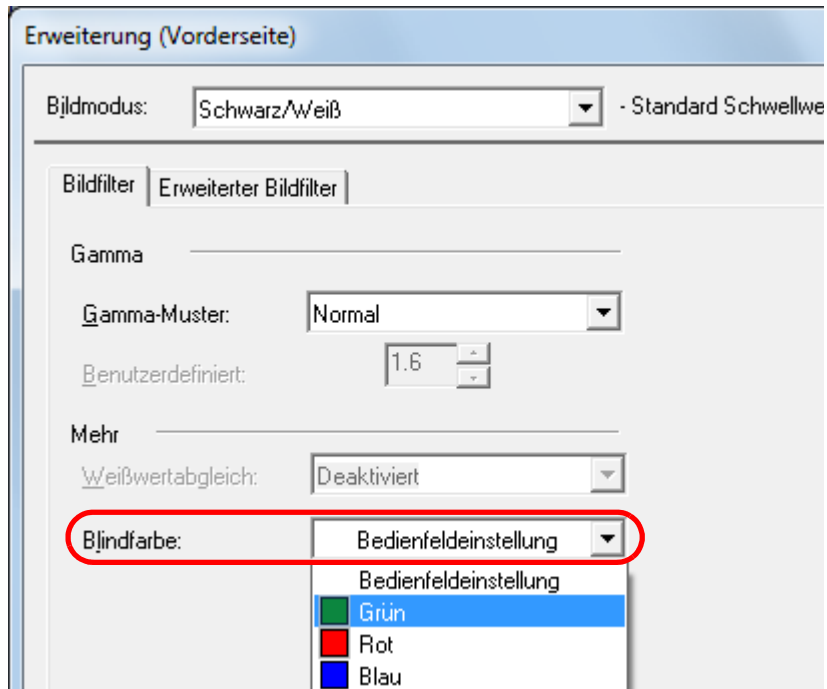 Erweiterung (Vorderseite)
Bildmodus: Schwarz/Weiß - Standard Schwellwe
Bildfilter Erweiterter Bildfilter
Gamma
Gamma-Muster: Normal
Benutzerdefiniert: 1.6
Mehr
Weißwertabgleich: Deaktiviert
Blindfarbe: Bedienfeldeinstellung
Bedienfeldeinstellung
Grün
Rot
Blau